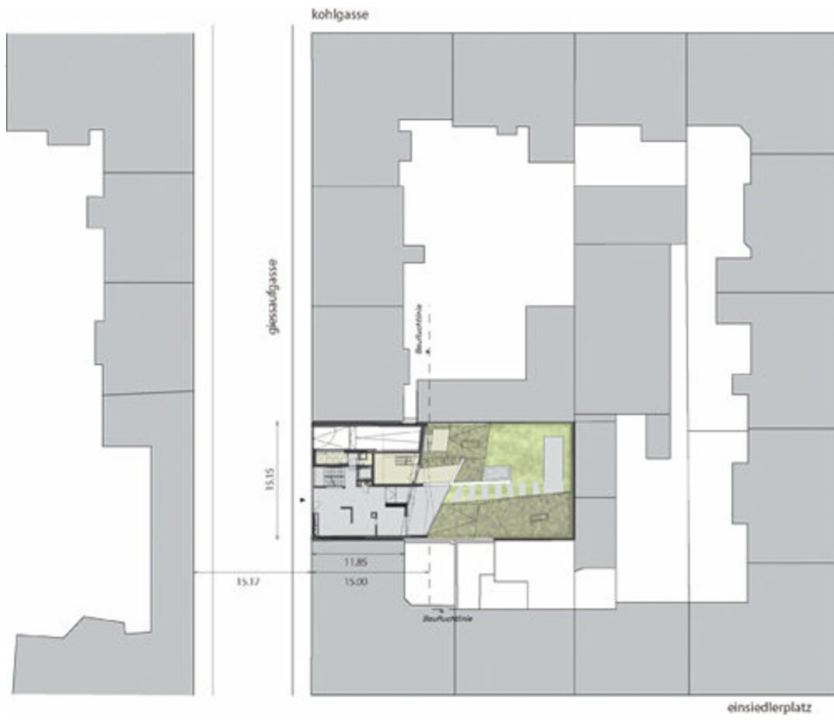 kohlgasse
giessaufgasse
Baufluchtlinie
15.15
11.85
15.17
15.00
Baufluchtlinie
einsiedlerplatz